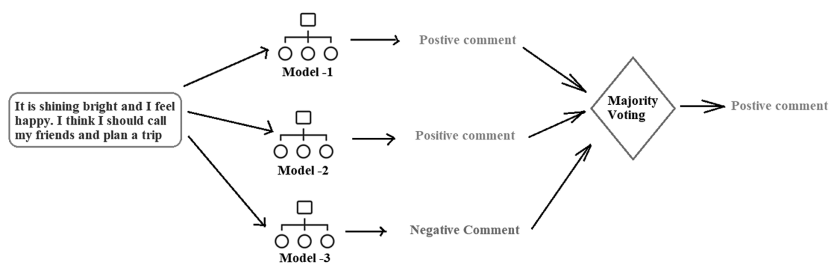 It is shining bright and I feel
happy. I think I should call
my friends and plan a trip
Model -1
Postive comment
Model -2
Positive comment
Model -3
Negative Comment
Majority
Voting
Postive comment